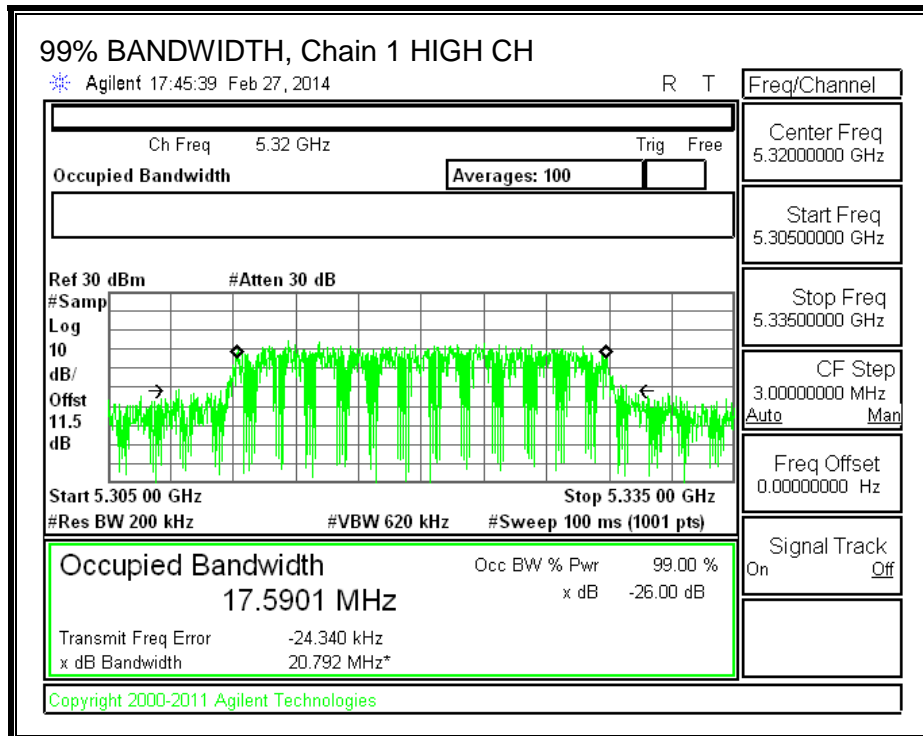 99% BANDWIDTH, Chain 1 HIGH CH
Agilent 17:45:39 Feb 27, 2014 R T
Ch Freq 5.32 GHz Trig Free
Occupied Bandwidth Averages: 100
Ref 30 dBm #Atten 30 dB
#Samp
Log
10
dB/
Offst
11.5
dB
Start 5.305 00 GHz Stop 5.335 00 GHz
#Res BW 200 kHz #VBW 620 kHz #Sweep 100 ms (1001 pts)
Occupied Bandwidth Occ BW % Pwr 99.00 %
17.5901 MHz x dB -26.00 dB
Transmit Freq Error -24.340 kHz
x dB Bandwidth 20.792 MHz*
Copyright 2000-2011 Agilent Technologies
Freq/Channel
Center Freq
5.32000000 GHz
Start Freq
5.30500000 GHz
Stop Freq
5.33500000 GHz
CF Step
3.00000000 MHz
Auto Man
Freq Offset
0.00000000 Hz
Signal Track
On Off